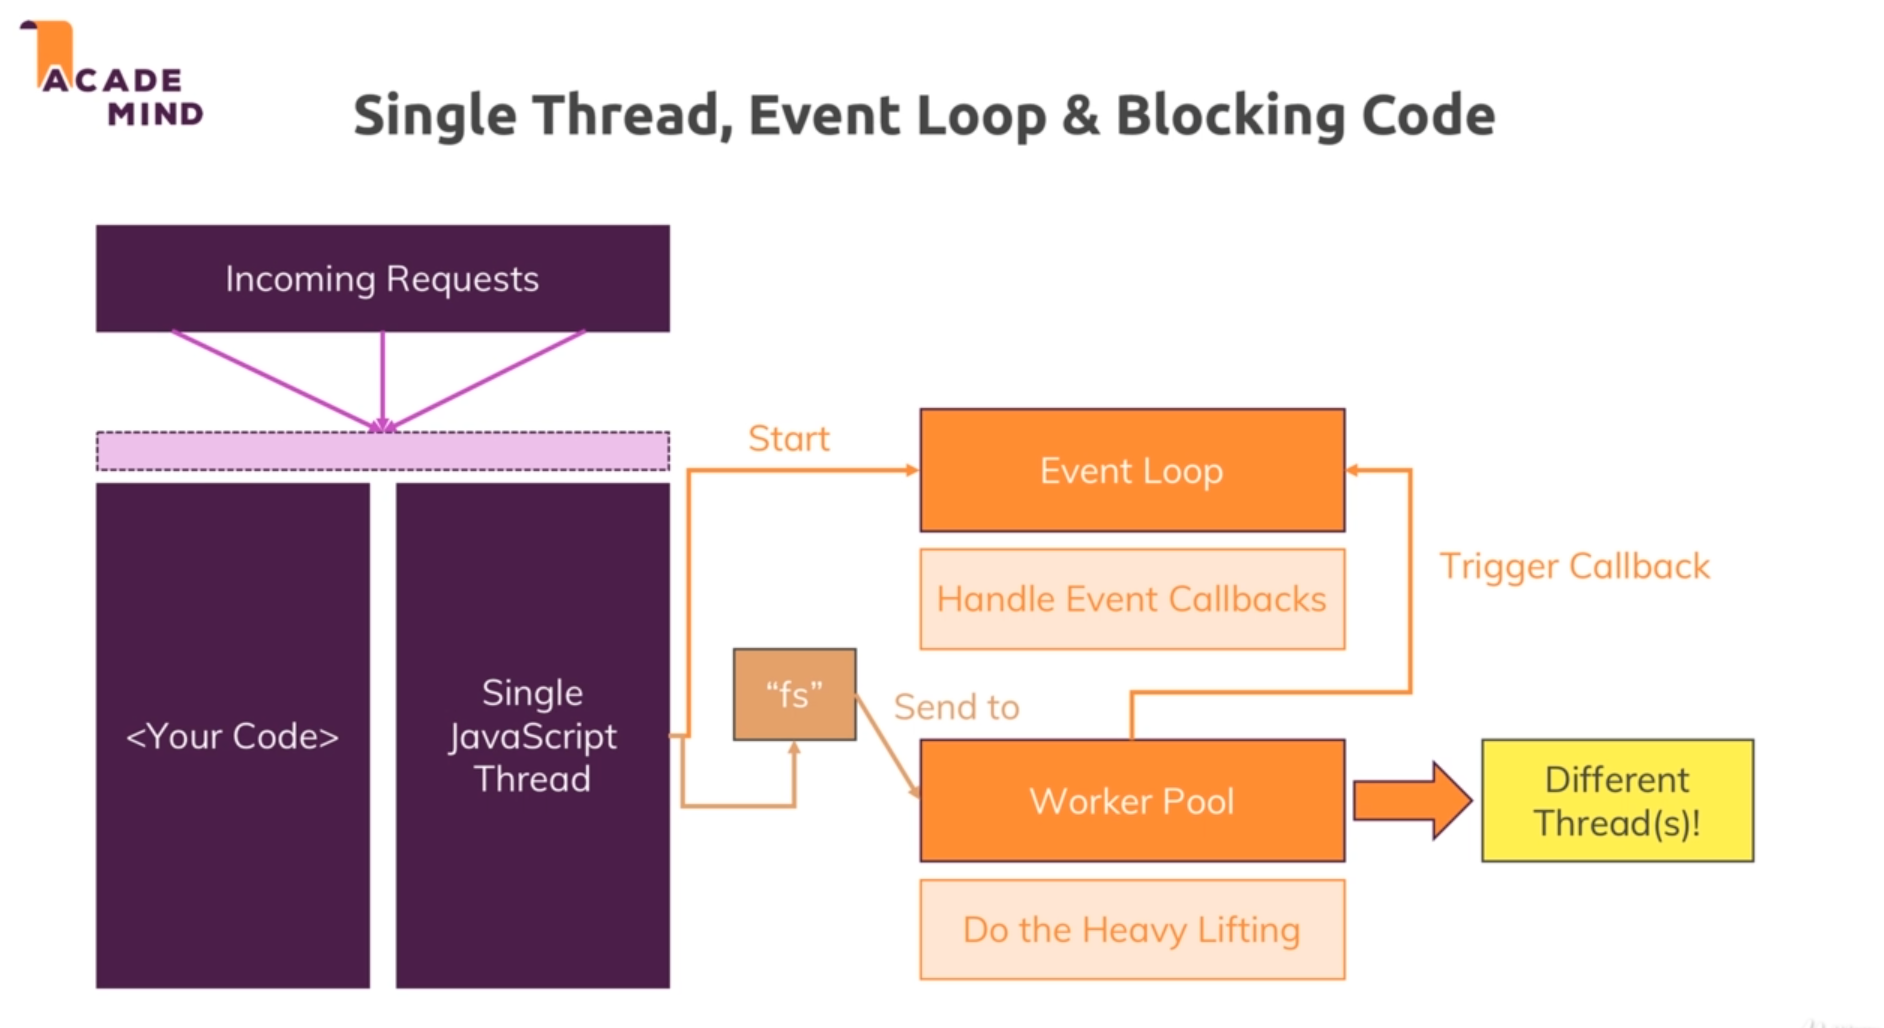 ACADE
MIND
Single Thread, Event Loop & Blocking Code
Incoming Requests
Start
Event Loop
Trigger Callback
Handle Event Callbacks
<Your Code>
Single
JavaScript
Thread
“fs”
Send to
Worker Pool
Different
Thread(s)!
Do the Heavy Lifting